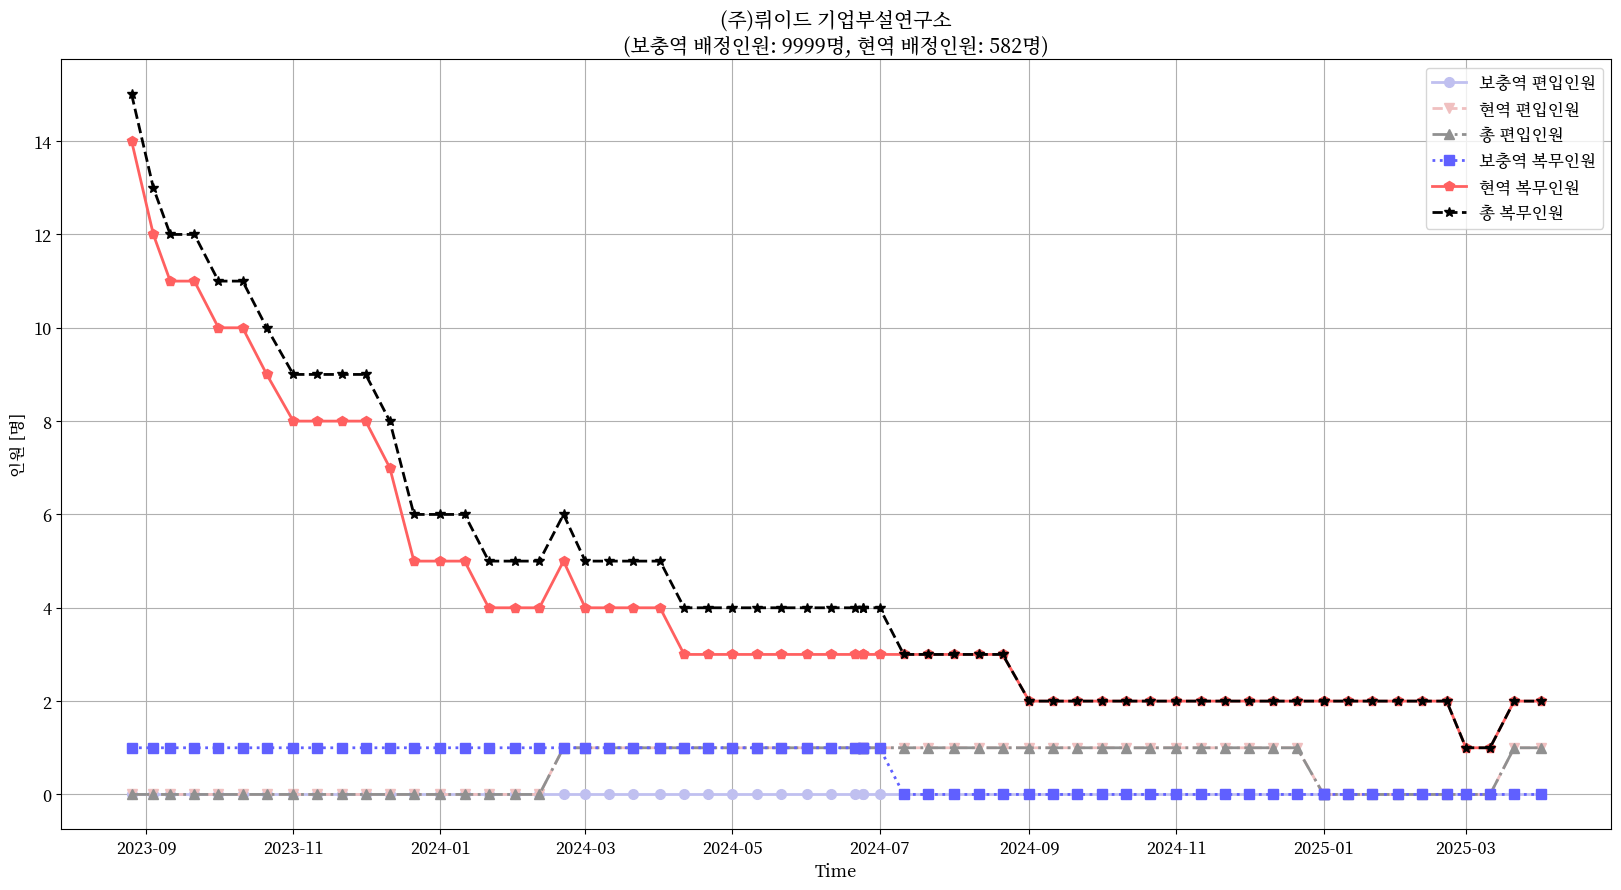 (주)뤼이드 기업부설연구소
(보충역 배정인원: 9999명, 현역 배정인원: 582명)
보충역 편입인원
현역 편입인원
총 편입인원
보충역 복무인원
현역 복무인원
총 복무인원
인원 [명]
14
12
10
8
6
4
2
0
2023-09
2023-11
2024-01
2024-03
2024-05
2024-07
2024-09
2024-11
2025-01
2025-03
Time